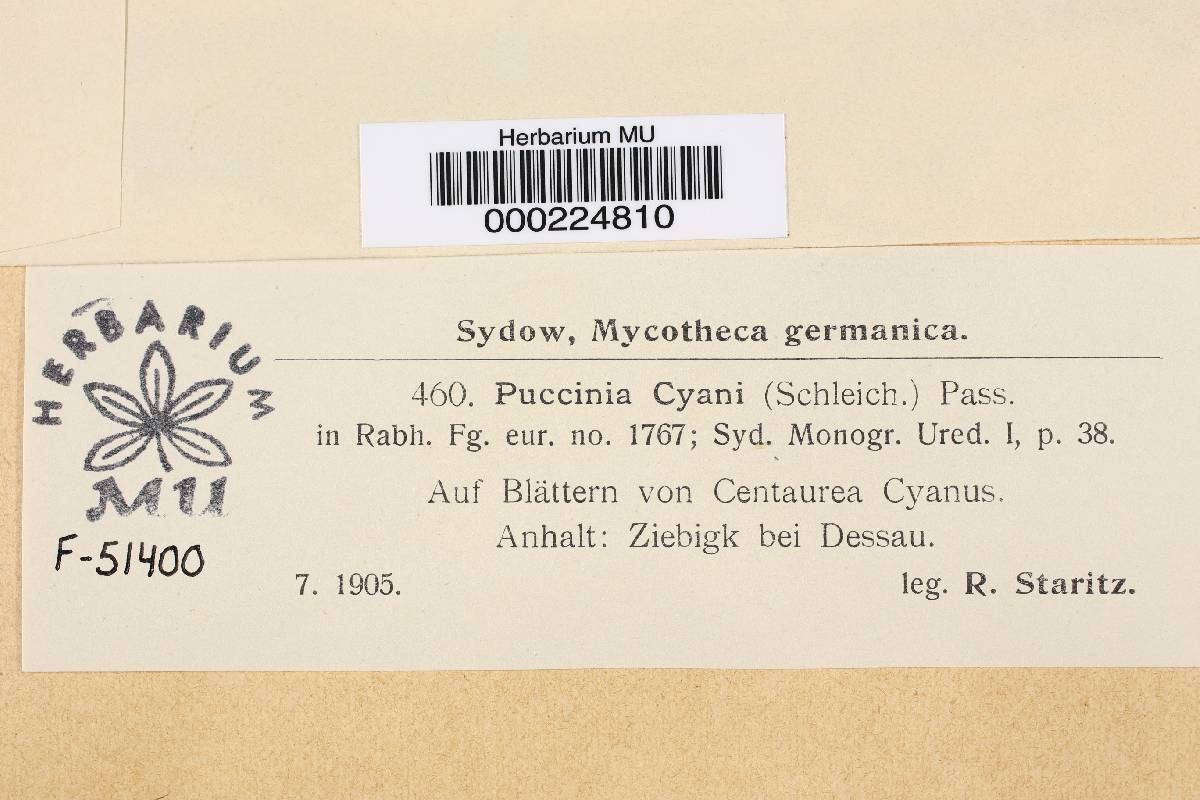 Herbarium MU
000224810
HERBARIUM
MU
F-51400
Sydow, Mycotheca germanica.
460. Puccinia Cyani (Schleich.) Pass.
in Rabh. Fg. eur. no. 1767; Syd. Monogr. Ured. I, p. 38.
Auf Blättern von Centaurea Cyanus.
Anhalt: Ziebigk bei Dessau.
7. 1905. leg. R. Staritz.